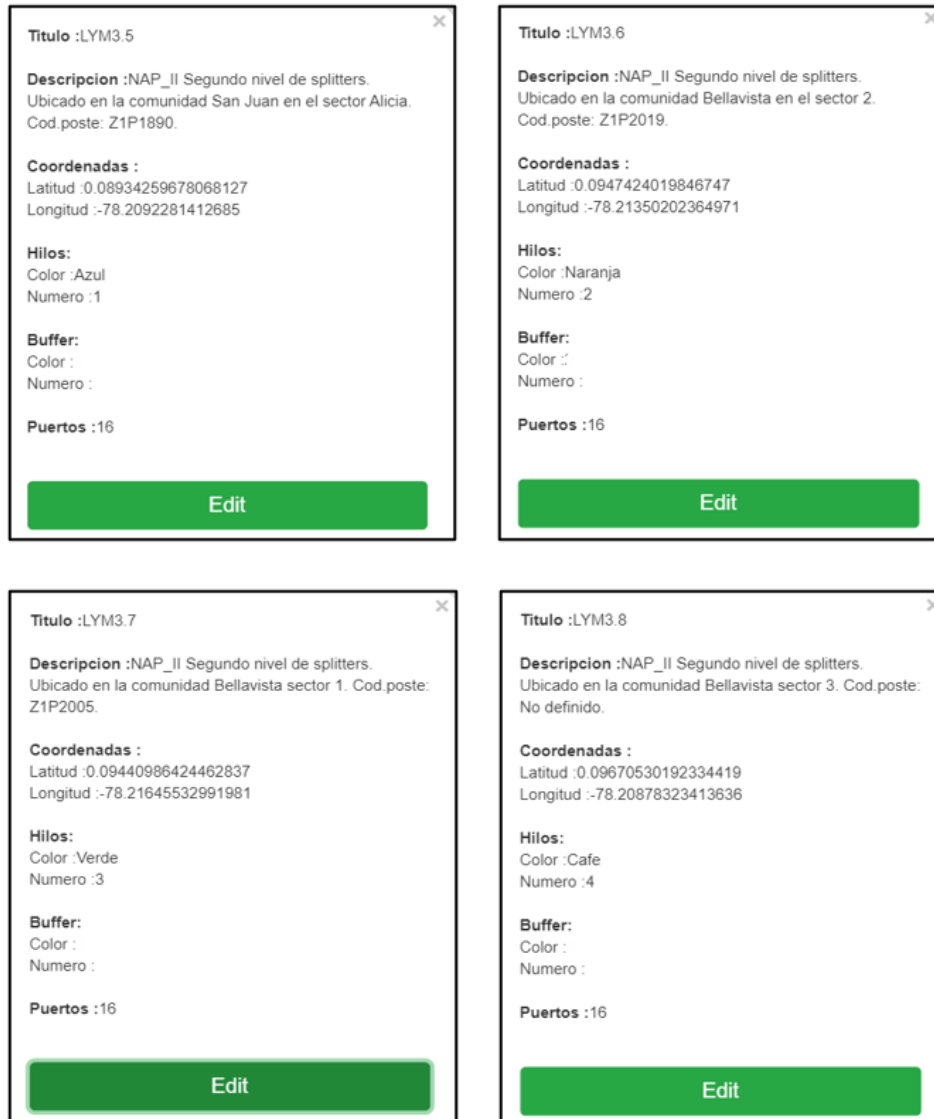 Titulo :LYM3.5
Descripcion :NAP_II Segundo nivel de splitters.
Ubicado en la comunidad San Juan en el sector Alicia.
Cod.poste: Z1P1890.
Coordenadas :
Latitud :0.08934259678068127
Longitud :-78.2092281412685
Hilos:
Color :Azul
Numero :1
Buffer:
Color :
Numero :
Puertos :16
Edit
Titulo :LYM3.6
Descripcion :NAP_II Segundo nivel de splitters.
Ubicado en la comunidad Bellavista en el sector 2.
Cod.poste: Z1P2019.
Coordenadas :
Latitud :0.0947424019846747
Longitud :-78.21350202364971
Hilos:
Color :Naranja
Numero :2
Buffer:
Color :
Numero :
Puertos :16
Edit
Titulo :LYM3.7
Descripcion :NAP_II Segundo nivel de splitters.
Ubicado en la comunidad Bellavista sector 1. Cod.poste:
Z1P2005.
Coordenadas :
Latitud :0.09440986424462837
Longitud :-78.21645532991981
Hilos:
Color :Verde
Numero :3
Buffer:
Color :
Numero :
Puertos :16
Edit
Titulo :LYM3.8
Descripcion :NAP_II Segundo nivel de splitters.
Ubicado en la comunidad Bellavista sector 3. Cod.poste:
No definido.
Coordenadas :
Latitud :0.09670530192334419
Longitud :-78.20878323413636
Hilos:
Color :Cafe
Numero :4
Buffer:
Color :
Numero :
Puertos :16
Edit